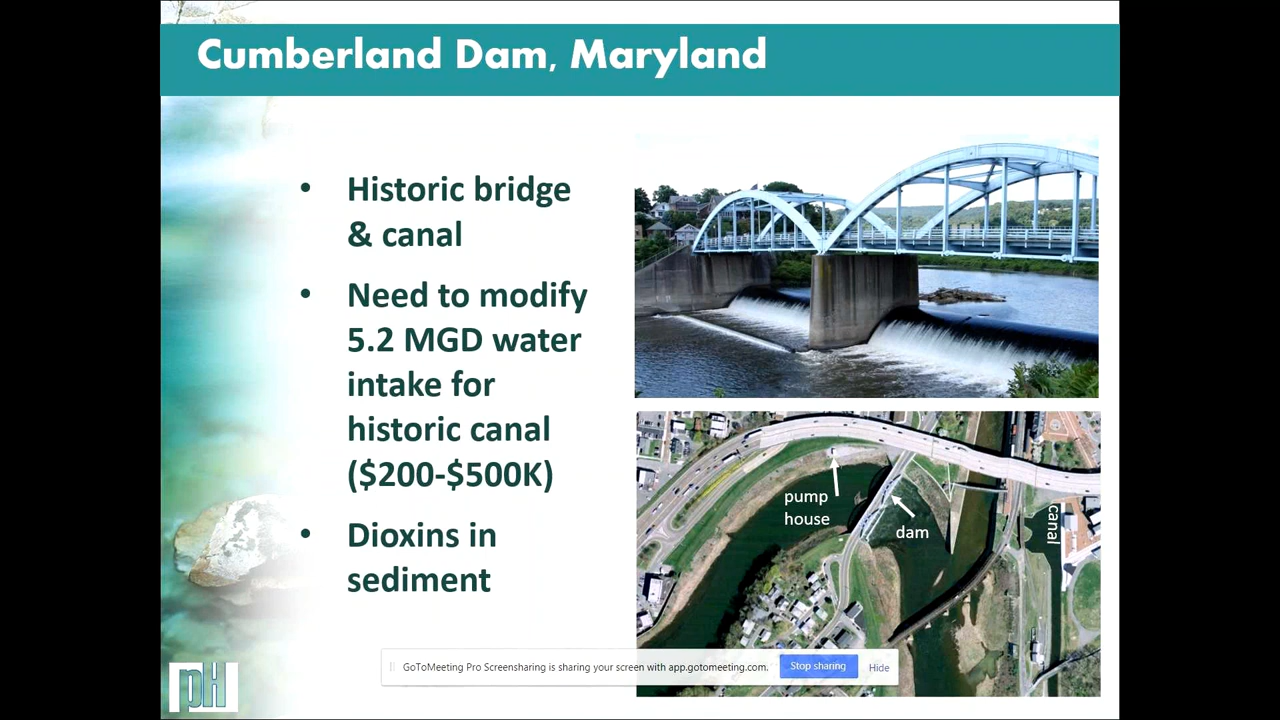 Cumberland Dam, Maryland
• Historic bridge
& canal
• Need to modify
5.2 MGD water
intake for
historic canal
($200-$500K)
• Dioxins in
sediment
pump
house
dam
canal
GoToMeeting Pro Screensharing is sharing your screen with app.gotomeeting.com.
Stop sharing
Hide
pH